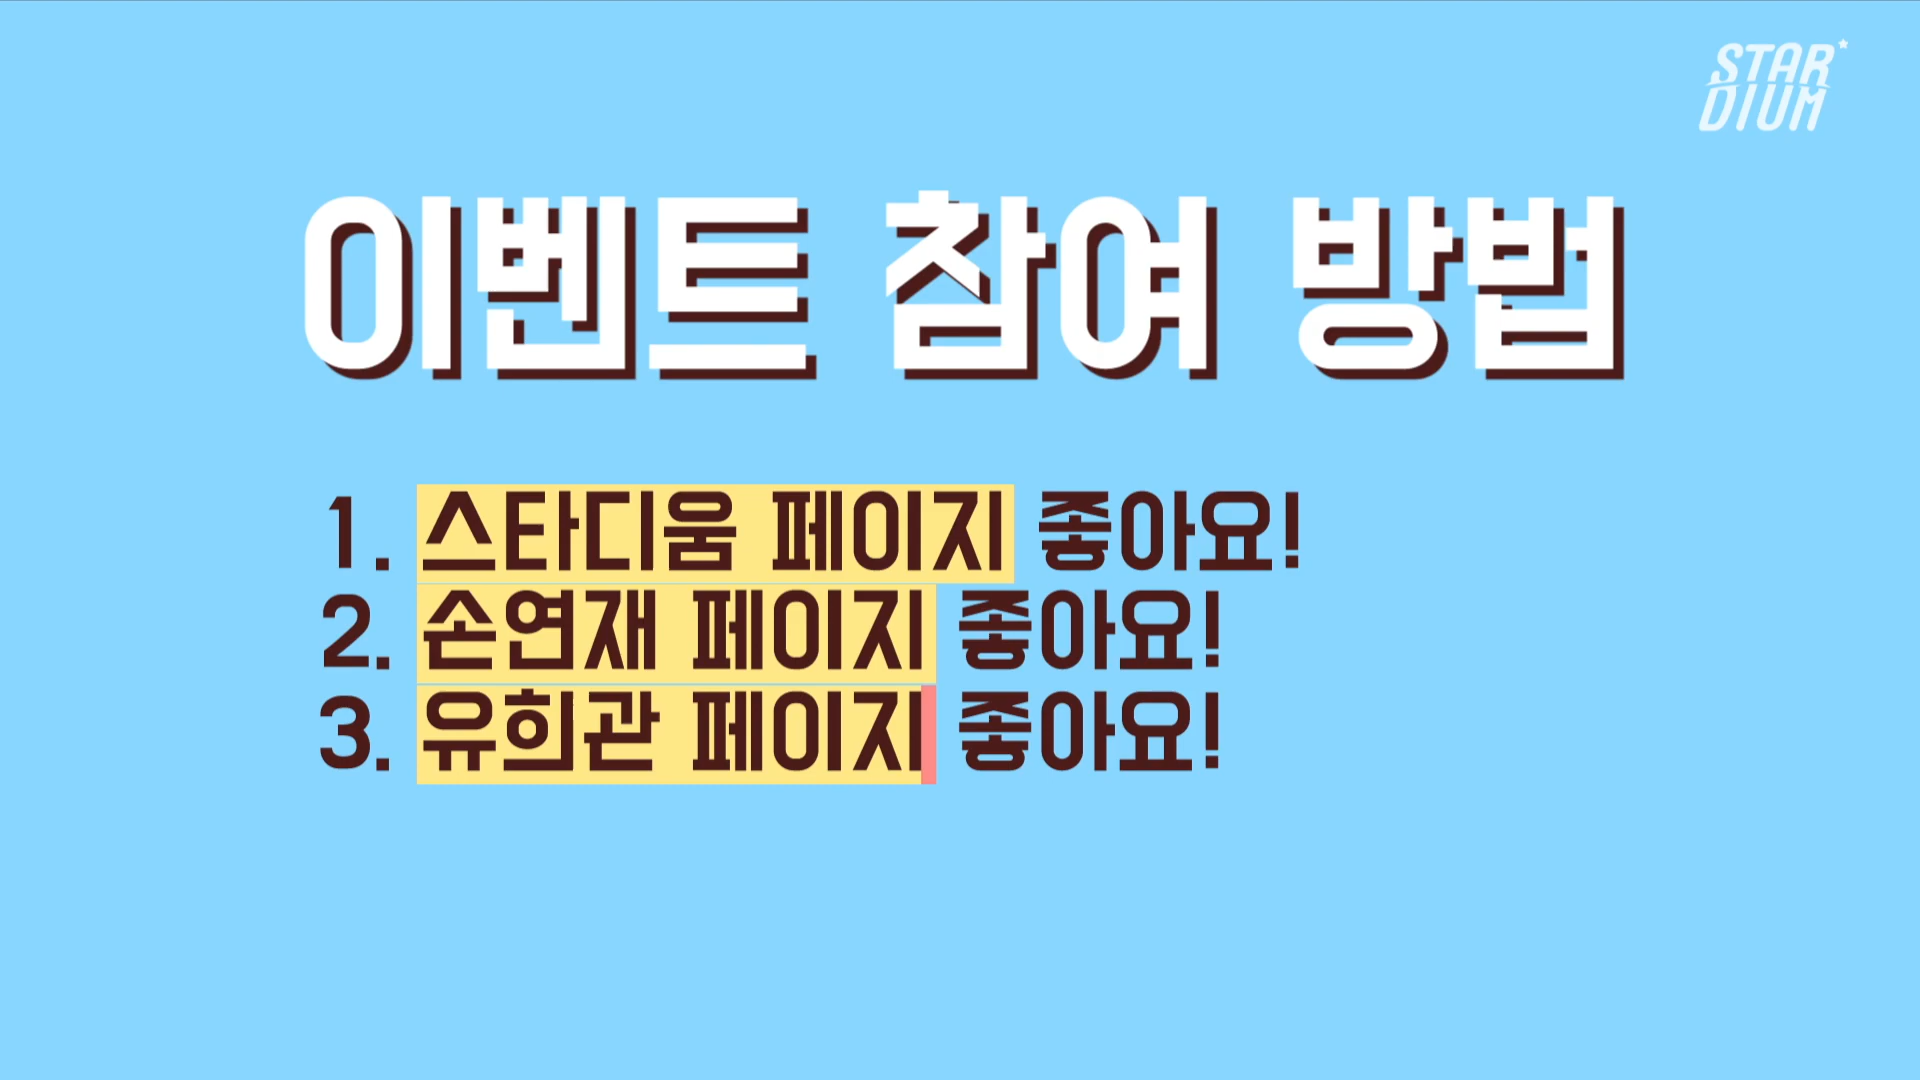 STAR
DIUM
이벤트 참여 방법
1. 스타디움 페이지 좋아요!
2. 손연재 페이지 좋아요!
3. 유희관 페이지 좋아요!